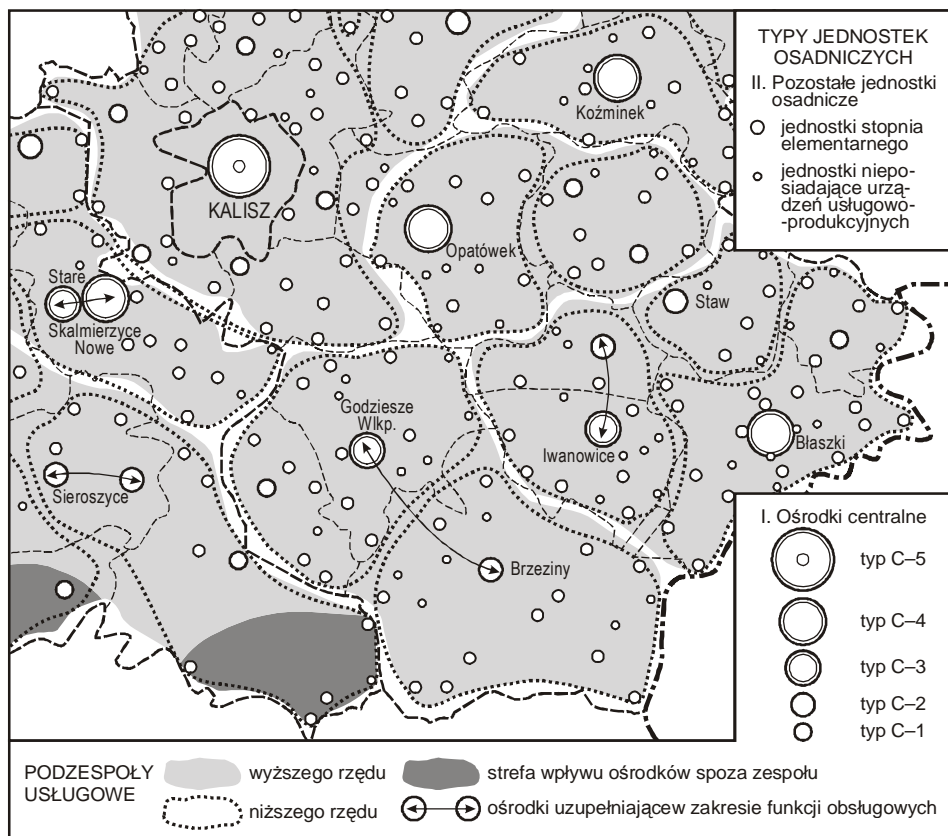 TYPY JEDNOSTEK
OSADNICZYCH
II. Pozostałe jednostki
osadnicze
jednostki stopnia
elementarnego
jednostki niepo-
siadające urzą-
dzeń usługowo-
-produkcyjnych
Koźminek
KALISZ
Opatówek
Stare
Skalmierzyce
Nowe
Staw
Godziesze
Wlkp.
Iwanowice
Błaszki
Sieroszyce
Brzeziny
I. Ośrodki centralne
typ C–5
typ C–4
typ C–3
typ C–2
typ C–1
PODZESPOŁY
USŁUGOWE
wyższego rzędu
niższego rzędu
strefa wpływu ośrodków spoza zespołu
ośrodki uzupełniającew zakresie funkcji obsługowych